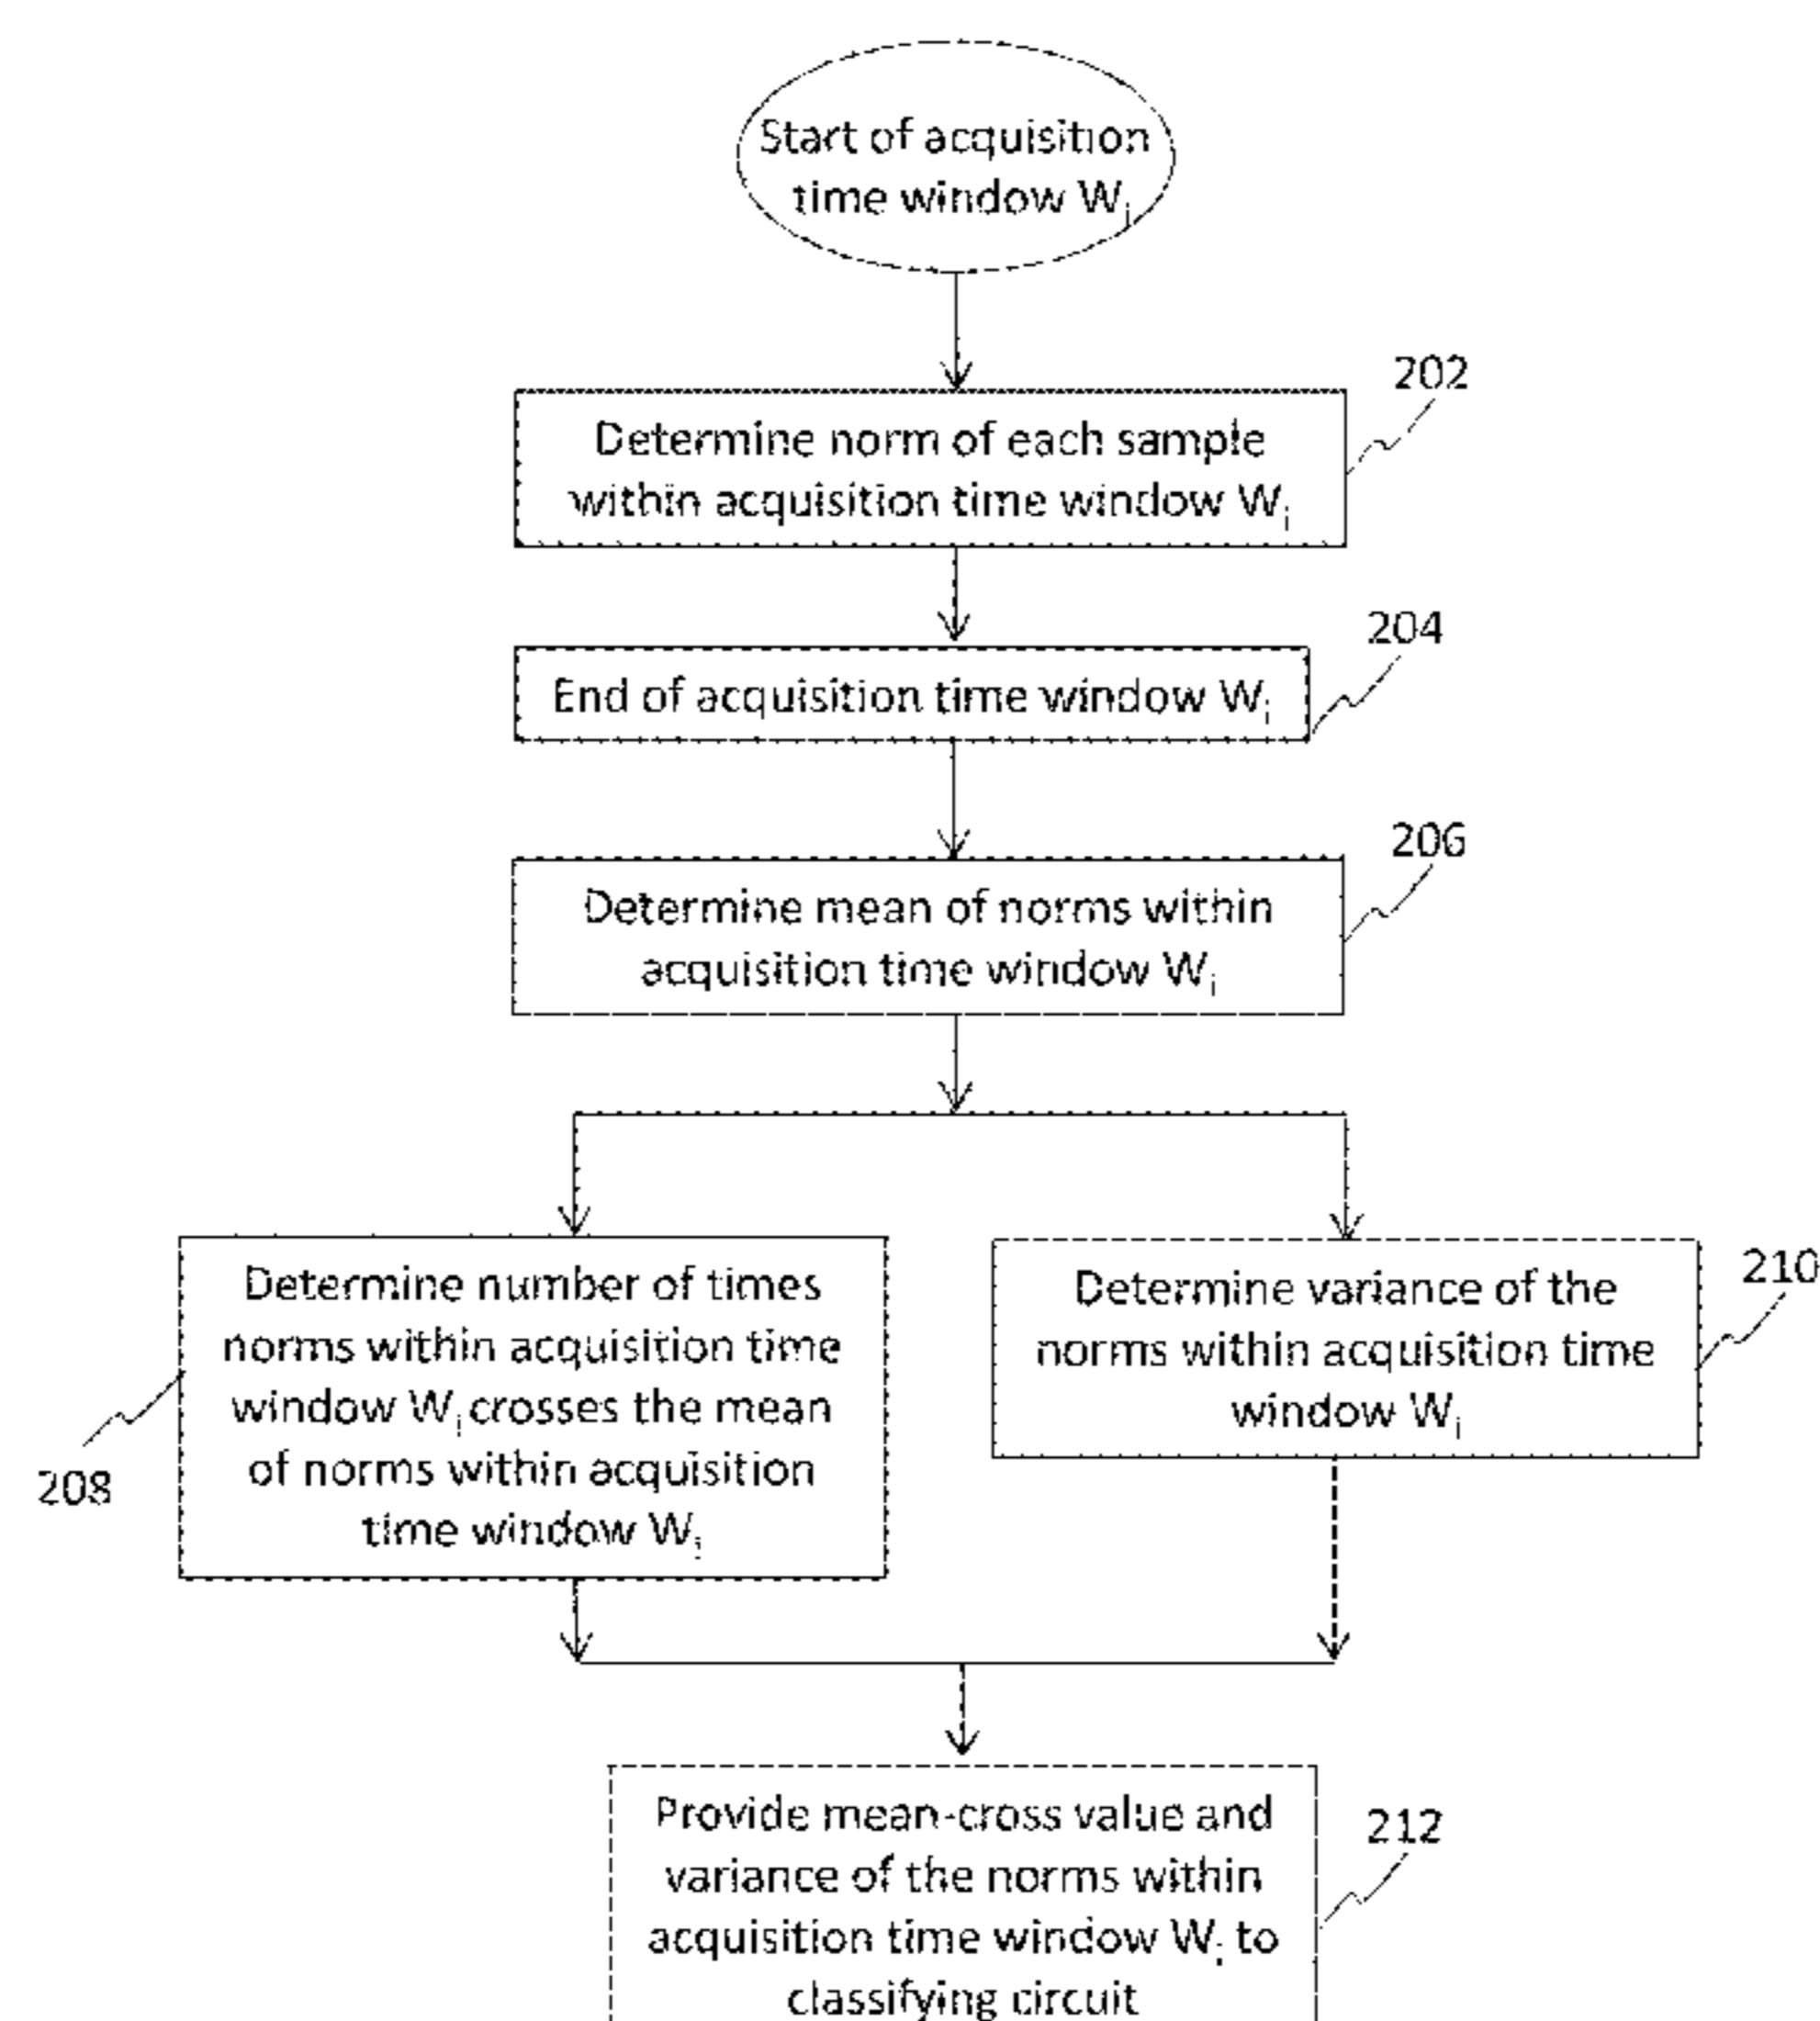 Start of acquisition
time window Wi
202
Determine norm of each sample
within acquisition time window Wi
204
End of acquisition time window Wi
206
Determine mean of norms within
acquisition time window Wi
Determine number of times
norms within acquisition time
window Wi crosses the mean
of norms within acquisition
time window Wi
208
210
Determine variance of the
norms within acquisition time
window Wi
212
Provide mean-cross value and
variance of the norms within
acquisition time window Wi to
classifying circuit